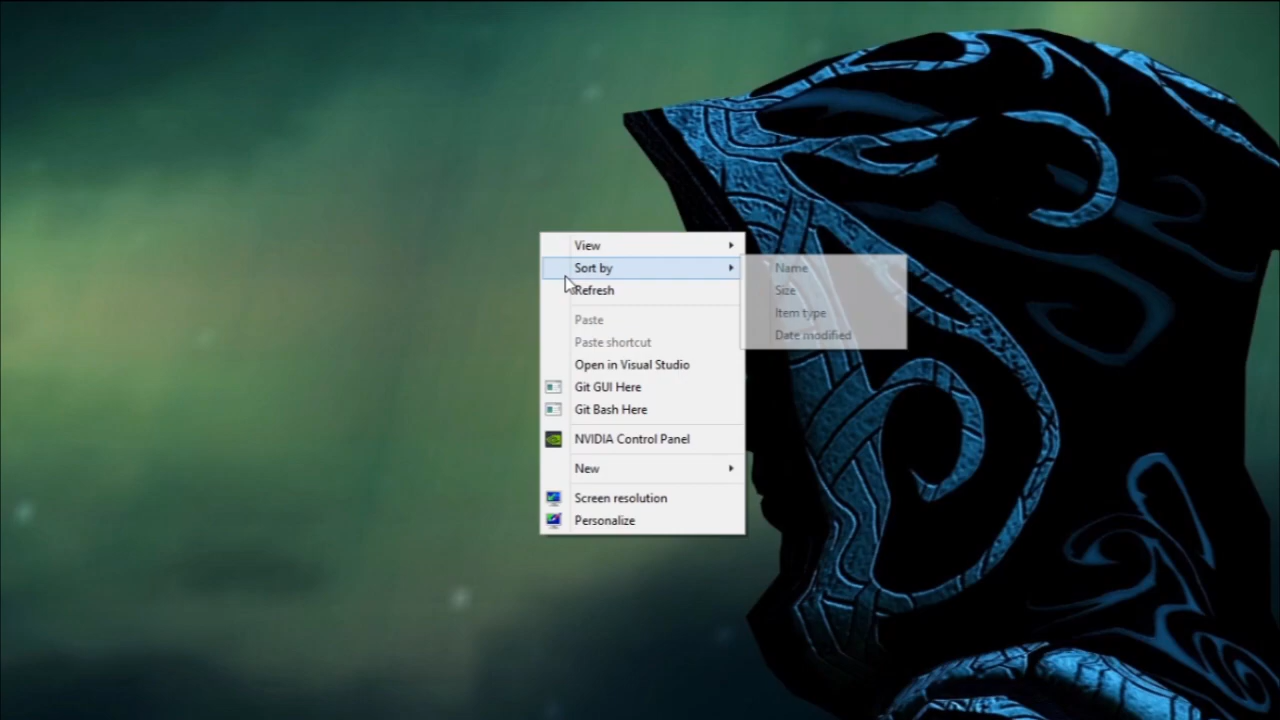 View
Sort by
Refresh
Paste
Paste shortcut
Open in Visual Studio
Git GUI Here
Git Bash Here
NVIDIA Control Panel
New
Screen resolution
Personalize
Name
Size
Item type
Date modified